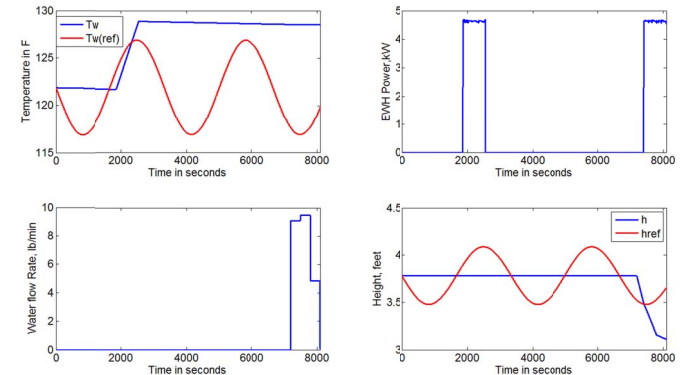 130
125
120
115
Temperature in F
Tw
Tw(ref)
0 2000 4000 6000 8000
Time in seconds
5
4
3
2
1
0
EWH Power,kW
0 2000 4000 6000 8000
Time in seconds
10
8
6
4
2
0
Water flow Rate, lb/min
0 2000 4000 6000 8000
Time in seconds
4.5
4
3.5
3
Height, feet
h
href
0 2000 4000 6000 8000
Time in seconds